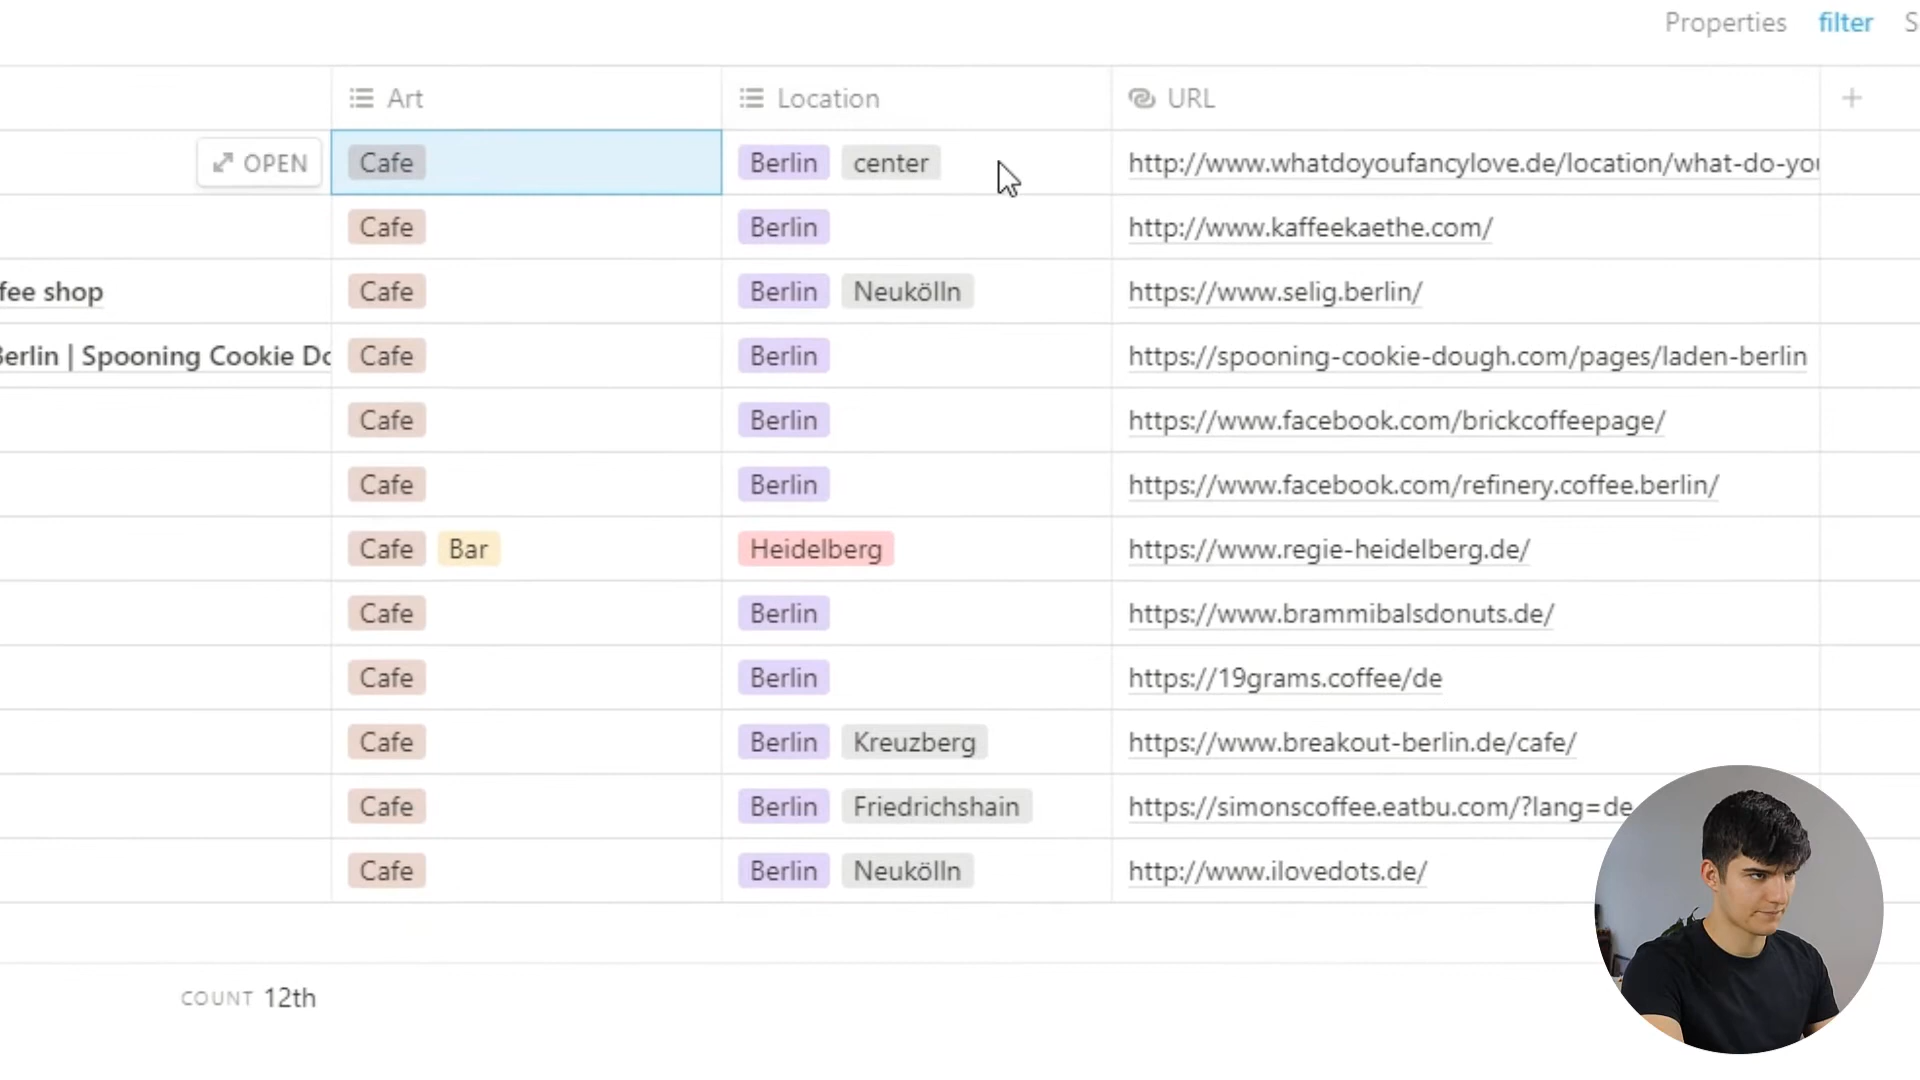 Properties filter S
Art Location URL +
OPEN Cafe Berlin center http://www.whatdoyoufancylove.de/location/what-do-you
Cafe Berlin http://www.kaffeekaethe.com/
fee shop Cafe Berlin Neukölln https://www.selig.berlin/
Berlin | Spooning Cookie Do Cafe Berlin https://spooning-cookie-dough.com/pages/laden-berlin
Cafe Berlin https://www.facebook.com/brickcoffeepage/
Cafe Berlin https://www.facebook.com/refinery.coffee.berlin/
Cafe Bar Heidelberg https://www.regie-heidelberg.de/
Cafe Berlin https://www.brammibalsdonuts.de/
Cafe Berlin https://19grams.coffee/de
Cafe Berlin Kreuzberg https://www.breakout-berlin.de/cafe/
Cafe Berlin Friedrichshain https://simonscoffee.eatbu.com/?lang=de
Cafe Berlin Neukölln http://www.ilovedots.de/
COUNT 12th